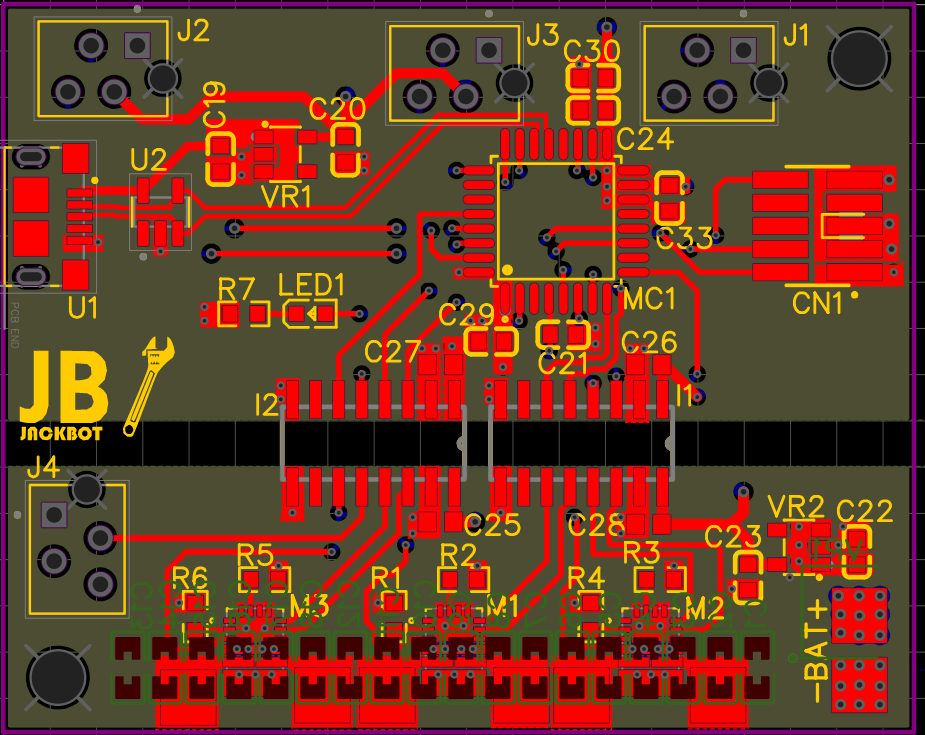 J2
J3
J1
C30
C19
C20
C24
U2
VR1
C33
U1
R7
LED1
MC1
CN1
C29
PCB END
C27
C21
C26
JB
JACKBOT
I2
I1
J4
C25
C28
VR2
C22
C23
R5
R2
R3
R6
R1
R4
M3
M1
M2
-BAT+